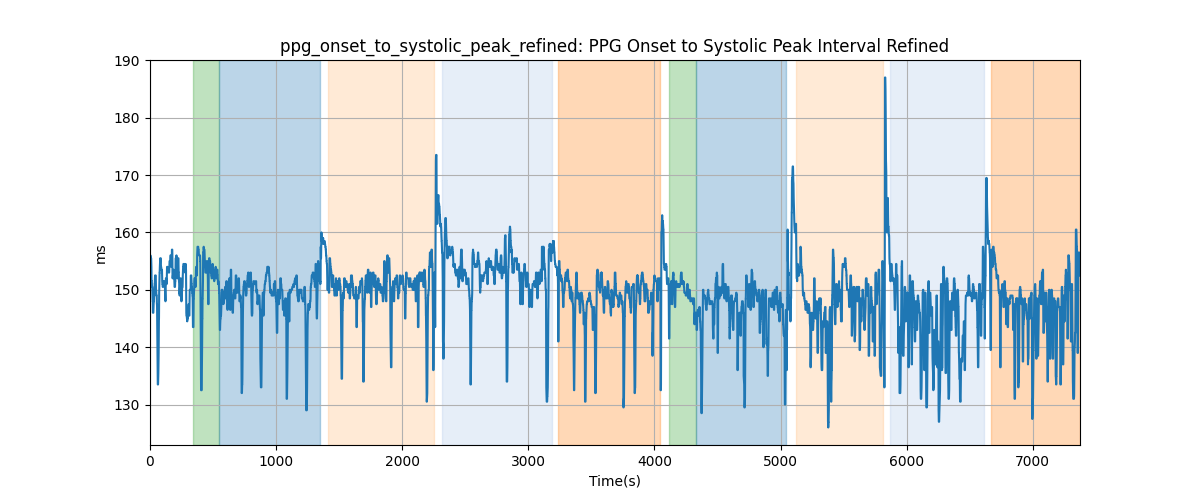 ppg_onset_to_systolic_peak_refined: PPG Onset to Systolic Peak Interval Refined
190
180
170
160
150
140
130
ms
0 1000 2000 3000 4000 5000 6000 7000
Time(s)